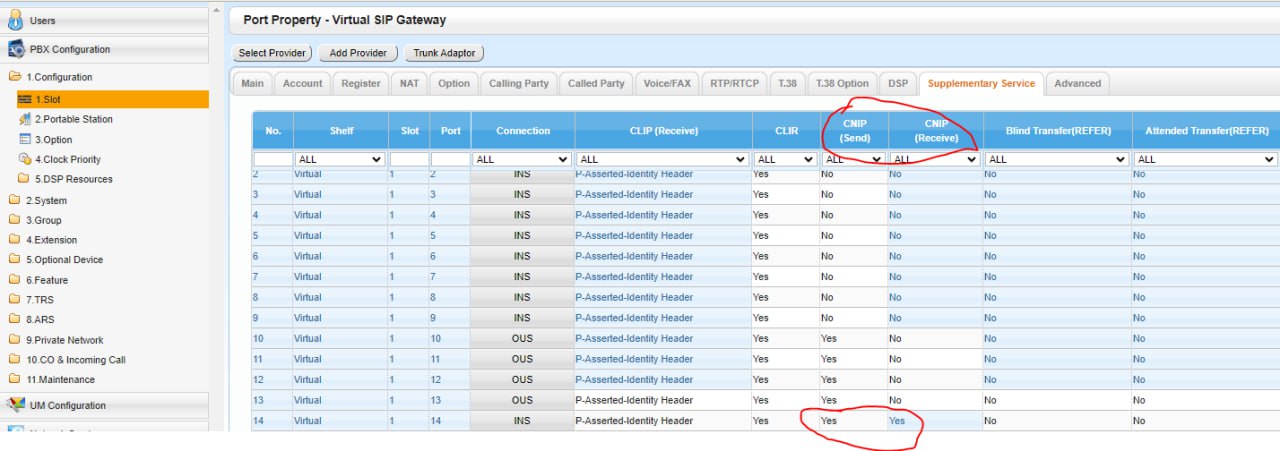 Port Property - Virtual SIP Gateway
Users
PBX Configuration
1.Configuration
1.Slot
2.Portable Station
3.Option
4.Clock Priority
5.DSP Resources
2.System
3.Group
4.Extension
5.Optional Device
6.Feature
7.TRS
8.ARS
9.Private Network
10.CO & Incoming Call
11.Maintenance
UM Configuration
Select Provider Add Provider Trunk Adaptor
Main Account Register NAT Option Calling Party Called Party Voice/FAX RTP/RTCP T.38 T.38 Option DSP Supplementary Service Advanced
No. Shelf Slot Port Connection CLIP (Receive) CLIR CNIP (Send) CNIP (Receive) Blind Transfer(REFER) Attended Transfer(REFER)
ALL ALL ALL ALL ALL ALL ALL ALL
2 Virtual 1 2 INS P-Asserted-Identity Header Yes No No No No
3 Virtual 1 3 INS P-Asserted-Identity Header Yes No No No No
4 Virtual 1 4 INS P-Asserted-Identity Header Yes No No No No
5 Virtual 1 5 INS P-Asserted-Identity Header Yes No No No No
6 Virtual 1 6 INS P-Asserted-Identity Header Yes No No No No
7 Virtual 1 7 INS P-Asserted-Identity Header Yes No No No No
8 Virtual 1 8 INS P-Asserted-Identity Header Yes No No No No
9 Virtual 1 9 INS P-Asserted-Identity Header Yes No No No No
10 Virtual 1 10 OUS P-Asserted-Identity Header Yes Yes No No No
11 Virtual 1 11 OUS P-Asserted-Identity Header Yes Yes No No No
12 Virtual 1 12 OUS P-Asserted-Identity Header Yes Yes No No No
13 Virtual 1 13 OUS P-Asserted-Identity Header Yes Yes No No No
14 Virtual 1 14 INS P-Asserted-Identity Header Yes Yes Yes No No